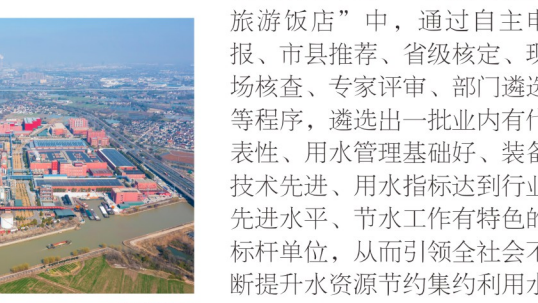 旅游饭店”中，通过自主申
报、市县推荐、省级核定、现
场核查、专家评审、部门遴选
等程序，遴选出一批业内有代
表性、用水管理基础好、装备
技术先进、用水指标达到行业
先进水平、节水工作有特色的
标杆单位，从而引领全社会不
断提升水资源节约集约利用水